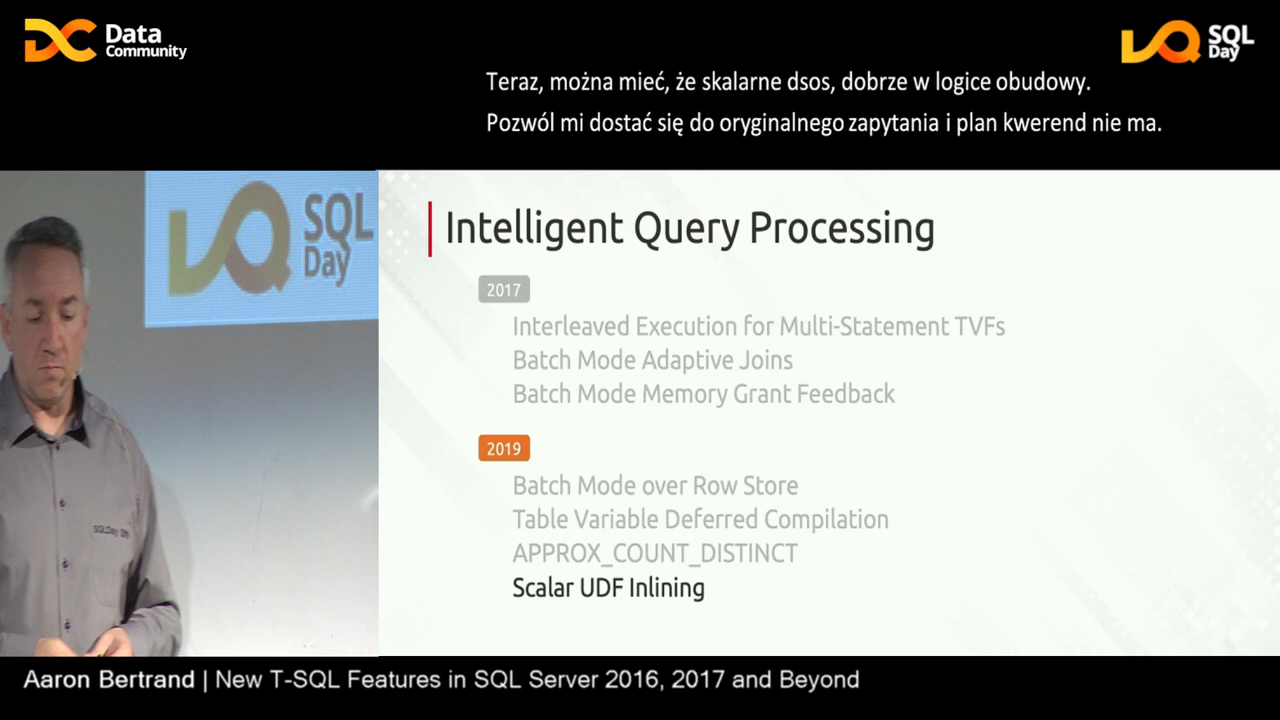 Data
Community
SQL
Day
Teraz, można mieć, że skalarne dsos, dobrze w logice obudowy.
Pozwól mi dostać się do oryginalnego zapytania i plan kwerend nie ma.
SQL
Day
Intelligent Query Processing
2017
Interleaved Execution for Multi-Statement TVFs
Batch Mode Adaptive Joins
Batch Mode Memory Grant Feedback
2019
Batch Mode over Row Store
Table Variable Deferred Compilation
APPROX_COUNT_DISTINCT
Scalar UDF Inlining
SQLDay
Aaron Bertrand | New T-SQL Features in SQL Server 2016, 2017 and Beyond